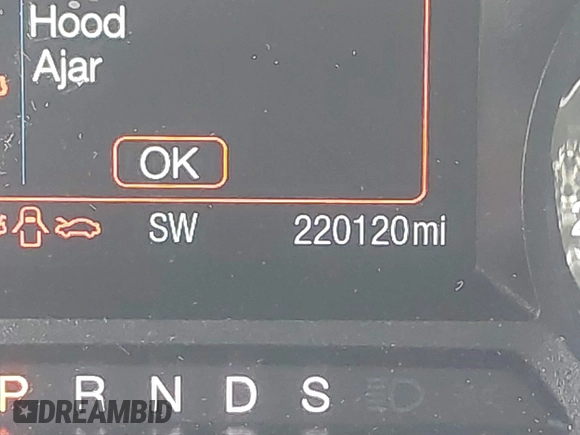 Hood
Ajar
OK
SW 220120mi
P R N D S
DREAMBID